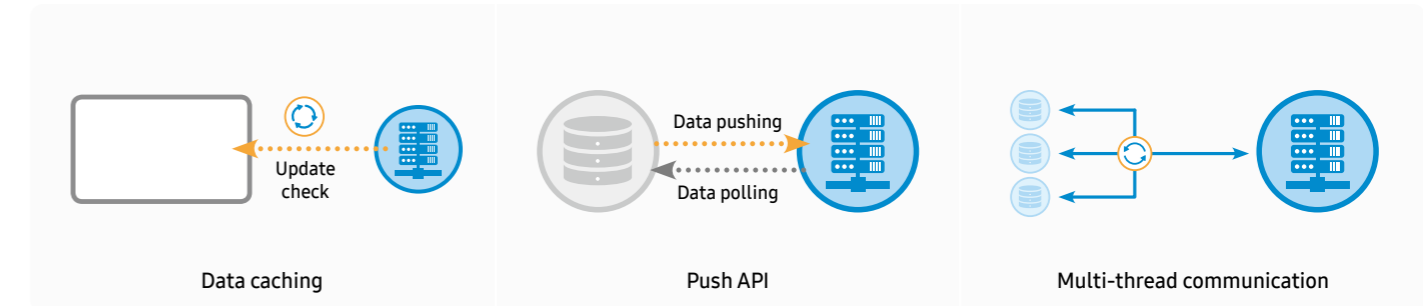 Update
check
Data caching
Data pushing
Data polling
Push API
Multi-thread communication